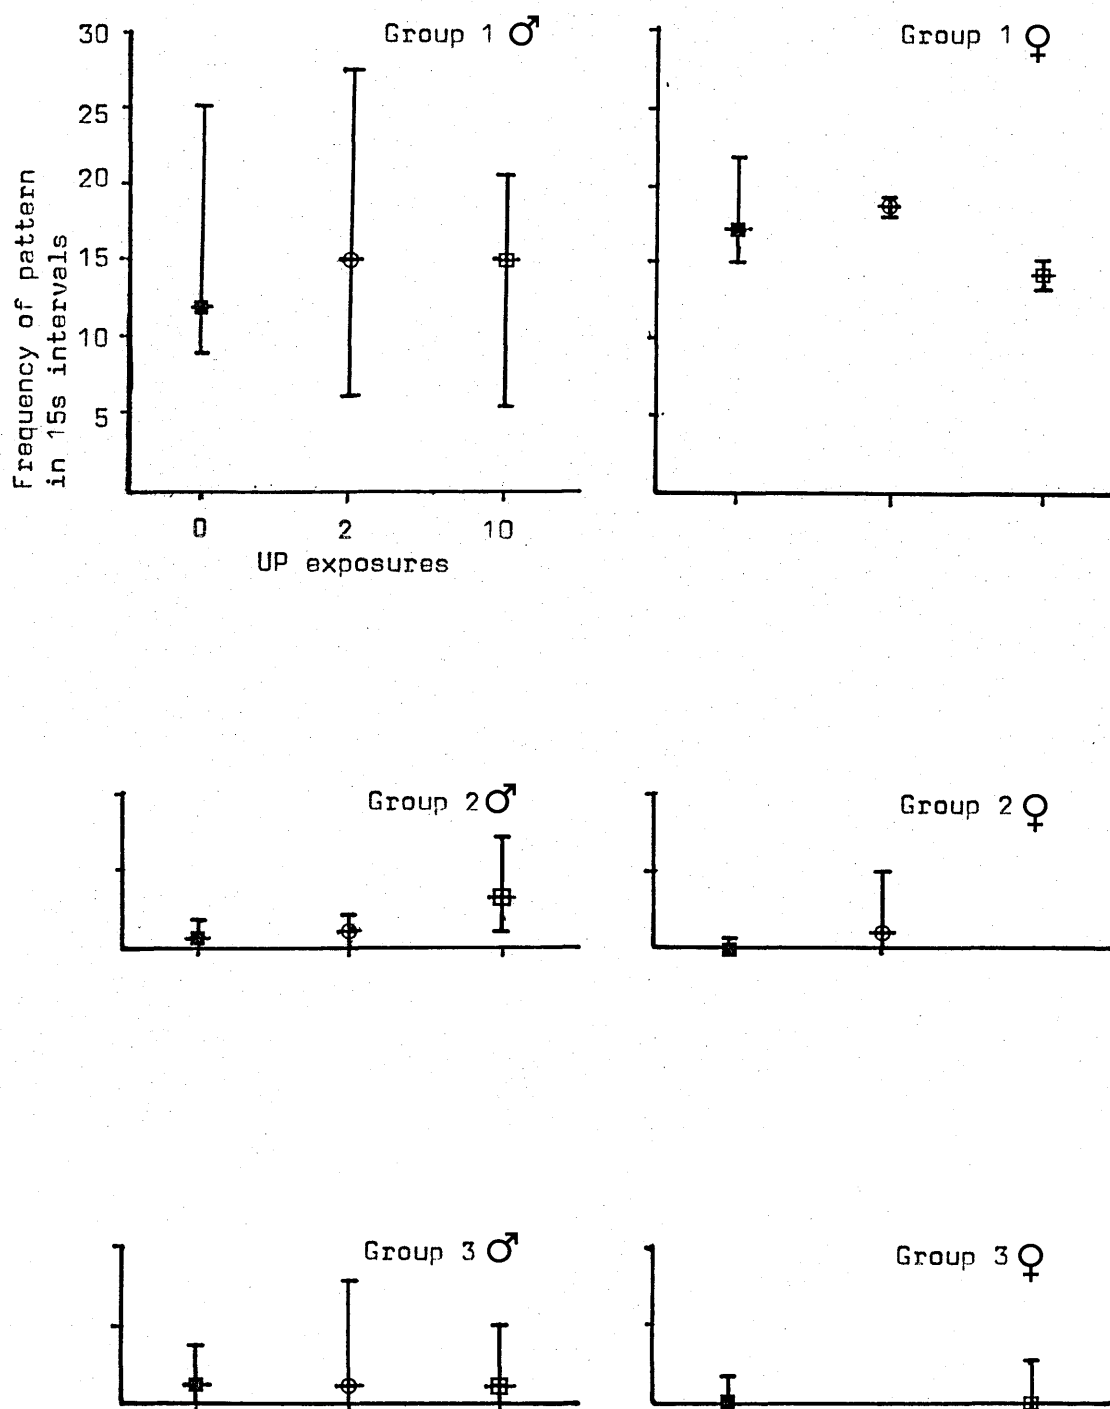 Group 1 ♂
Group 1 ♀
30
25
20
15
10
5
Frequency of pattern
in 15s intervals
0 2 10
UP exposures
Group 2 ♂
Group 2 ♀
Group 3 ♂
Group 3 ♀